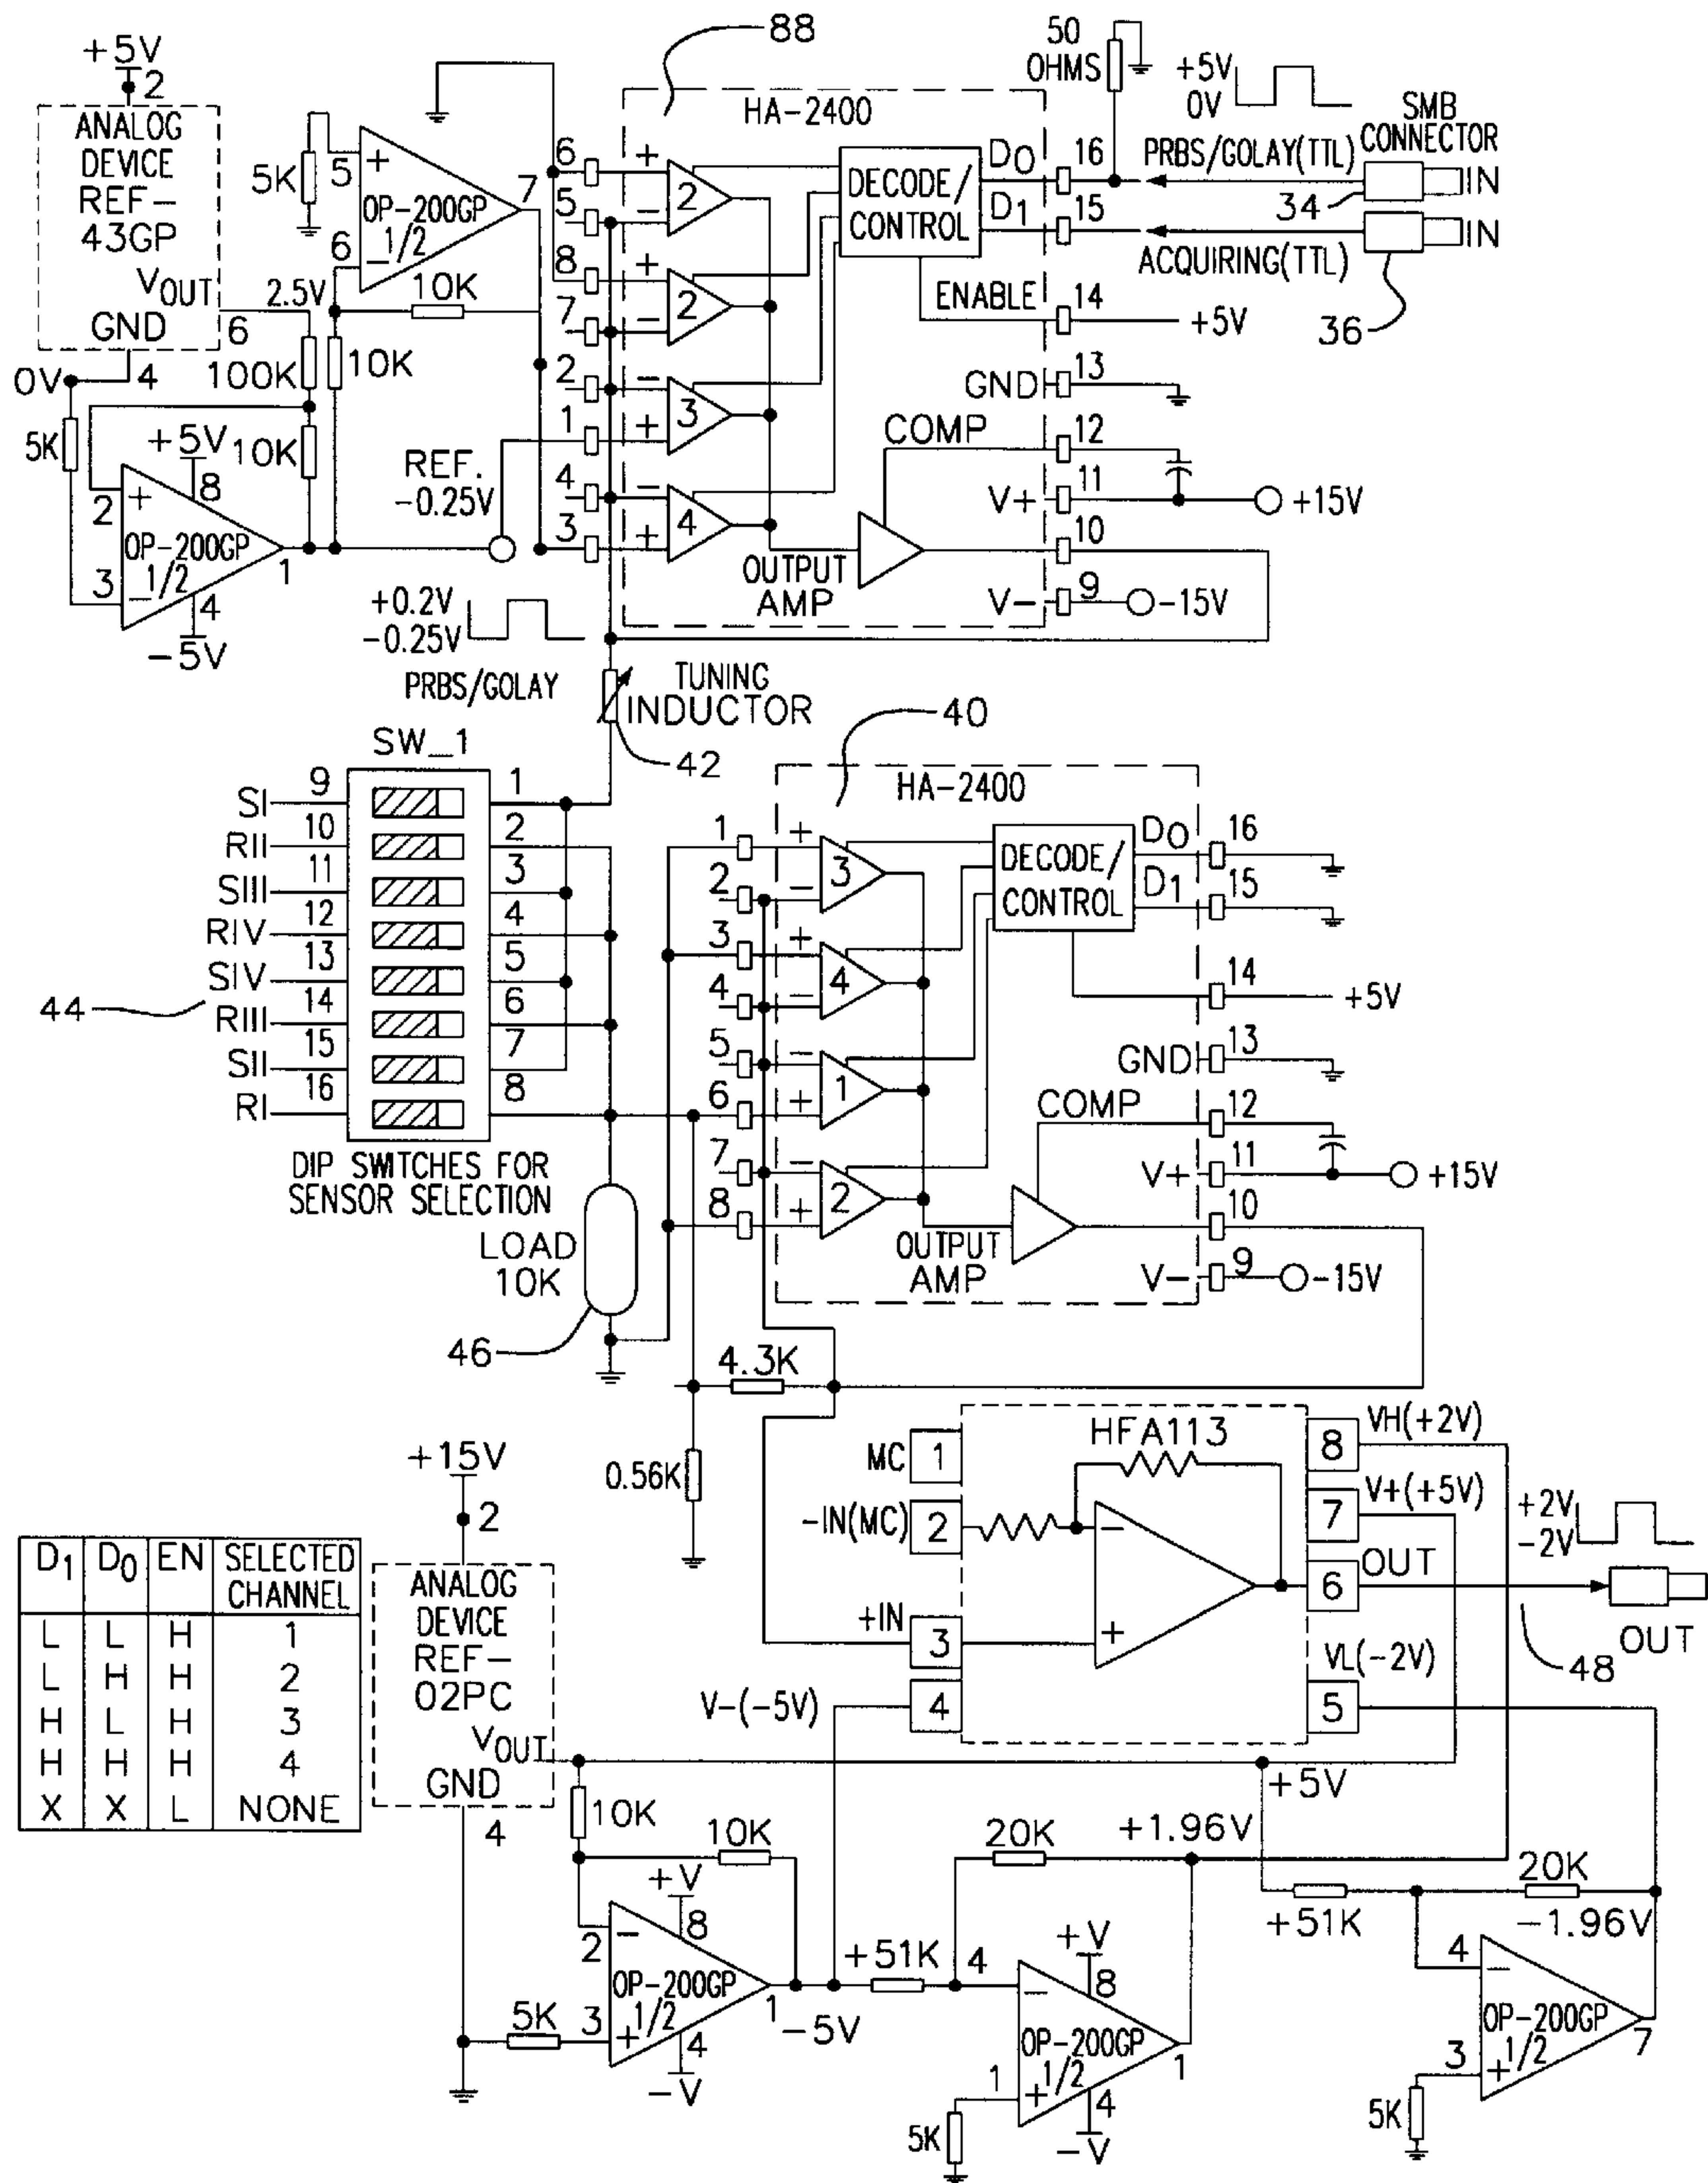 +5V
2
ANALOG
DEVICE
REF-
43GP
VOUT
GND
6
4
0V
5K
2.5V
100K
10K
+5V
8
2
+
OP-200GP
1/2
3
-
1
4
-5V
5K
5
+
OP-200GP
1/2
6
-
7
10K
10K
REF.
-0.25V
+0.2V
-0.25V
PRBS/GOLAY
88
HA-2400
6
+
2
5
-
8
+
2
7
-
2
-
3
1
+
4
-
4
3
+
DECODE/
CONTROL
D0
D1
ENABLE
GND
COMP
V+
OUTPUT
AMP
V-
16
15
14
+5V
13
12
11
+15V
10
9
-15V
50
OHMS
+5V
0V
SMB
CONNECTOR
PRBS/GOLAY(TTL)
IN
34
ACQUIRING(TTL)
IN
36
TUNING
INDUCTOR
42
SW_1
SI 9 1
RII 10 2
SIII 11 3
RIV 12 4
SIV 13 5
RIII 14 6
SII 15 7
RI 16 8
44
DIP SWITCHES FOR
SENSOR SELECTION
LOAD
10K
46
40
HA-2400
1
+
3
2
-
3
+
4
4
-
5
-
1
6
+
7
-
2
8
+
DECODE/
CONTROL
D0
D1
GND
COMP
V+
OUTPUT
AMP
V-
16
15
14
+5V
13
12
11
+15V
10
9
-15V
4.3K
0.56K
HFA113
MC 1
-IN(MC) 2
-
+IN 3
+
V-(-5V) 4
8 VH(+2V)
7 V+(+5V)
6 OUT
5 VL(-2V)
+2V
-2V
OUT
48
D1 D0 EN SELECTED
CHANNEL
L L H 1
L H H 2
H L H 3
H H H 4
X X L NONE
+15V
2
ANALOG
DEVICE
REF-
02PC
VOUT
GND
4
10K
10K
+V
8
2
-
OP-200GP
1/2
5K
3
+
4
-V
1
-5V
+51K
20K
+1.96V
4
-
+V
8
OP-200GP
1/2
1
+
4
-V
1
5K
+5V
+51K
20K
-1.96V
4
-
OP-200GP
1/2
3
+
7
5K